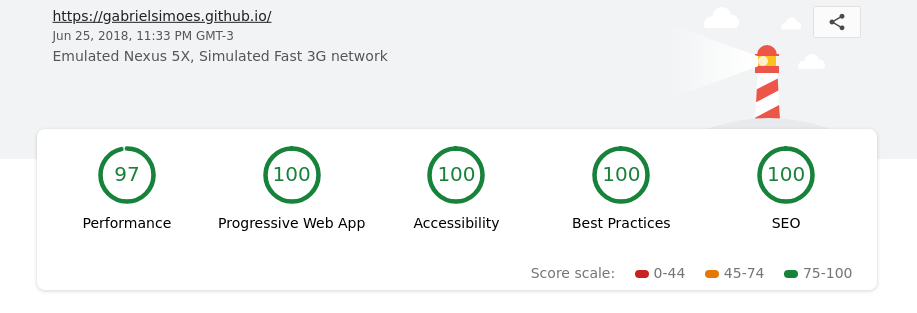 https://gabrielsimoes.github.io/
Jun 25, 2018, 11:33 PM GMT-3
Emulated Nexus 5X, Simulated Fast 3G network
97 100 100 100 100
Performance Progressive Web App Accessibility Best Practices SEO
Score scale: 0-44 45-74 75-100